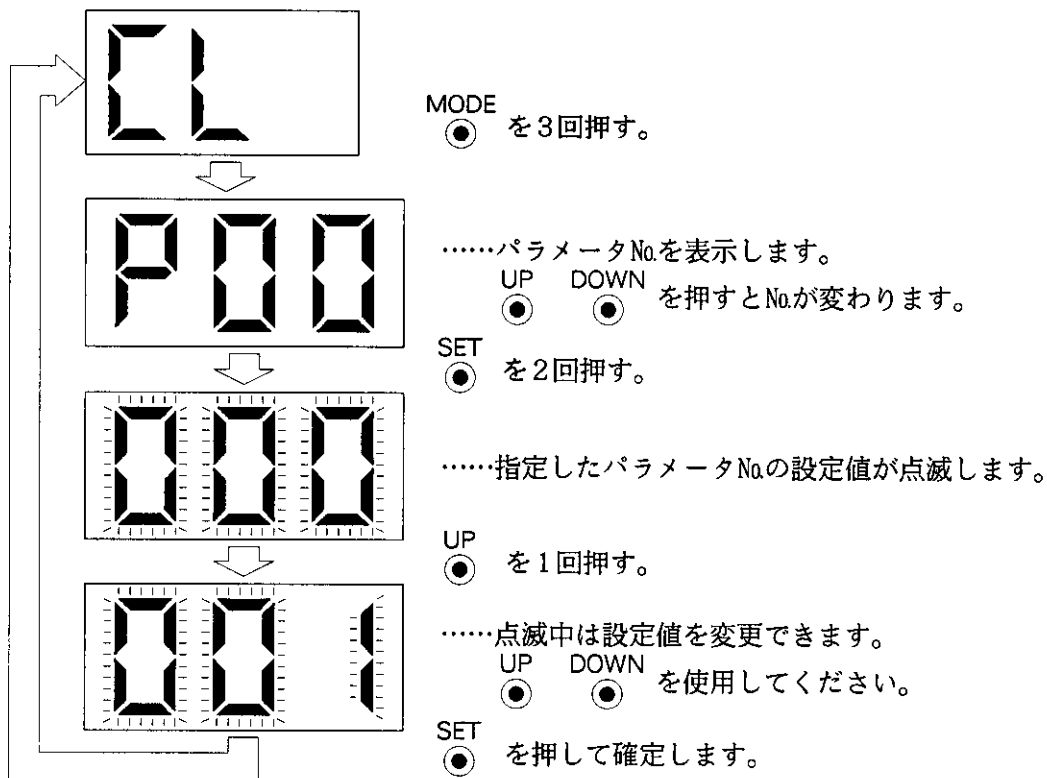 CL
MODE
を3回押す。
P00
……パラメータ№を表示します。
UP DOWN
を押すと№が変わります。
SET
を2回押す。
000
……指定したパラメータ№の設定値が点滅します。
UP
を1回押す。
001
……点滅中は設定値を変更できます。
UP DOWN
を使用してください。
SET
を押して確定します。